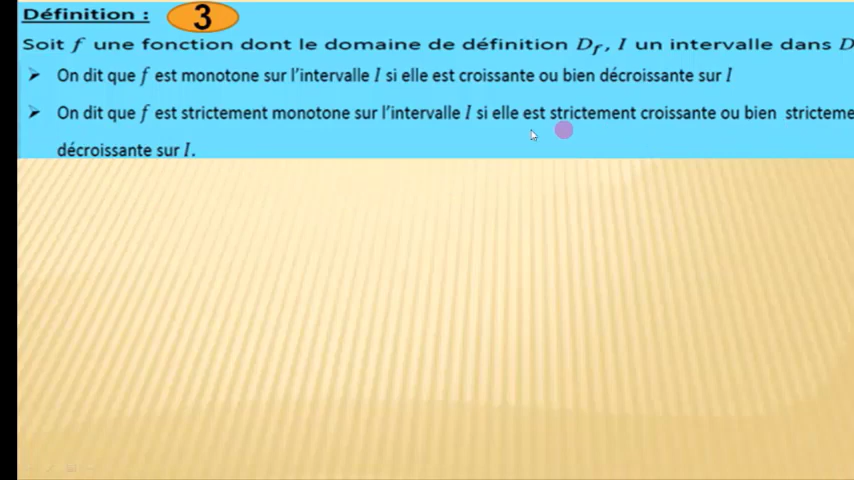 Définition : 3
Soit f une fonction dont le domaine de définition Df, I un intervalle dans D
➤ On dit que f est monotone sur l'intervalle I si elle est croissante ou bien décroissante sur I
➤ On dit que f est strictement monotone sur l'intervalle I si elle est strictement croissante ou bien stricteme
décroissante sur I.